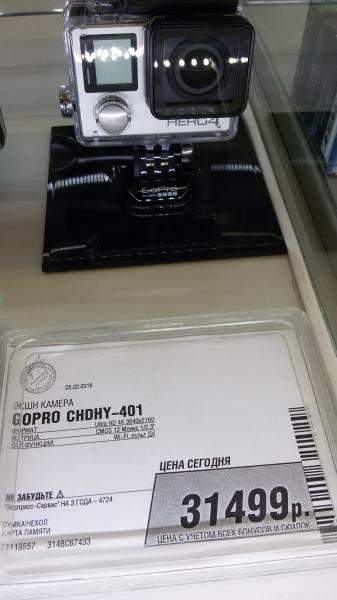 HERO4
GoPro
25.02.2016
ЭКШН КАМЕРА
GOPRO CHDHY-401
ФОРМАТ Ultra HD 4K 3840x2160
МАТРИЦА CMOS 12 Мпикс 1/2.3"
ДОП.ФУНКЦИИ Wi-Fi, пульт ДУ
ЦЕНА СЕГОДНЯ
НЕ ЗАБУДЬТЕ
"Экспресс-Сервис" НА 3 ГОДА - 4724
31499р.
СУМКА\ЧЕХОЛ
КАРТА ПАМЯТИ
ЦЕНА С УЧЕТОМ ВСЕХ БОНУСОВ И СКИДОК
314BC67433